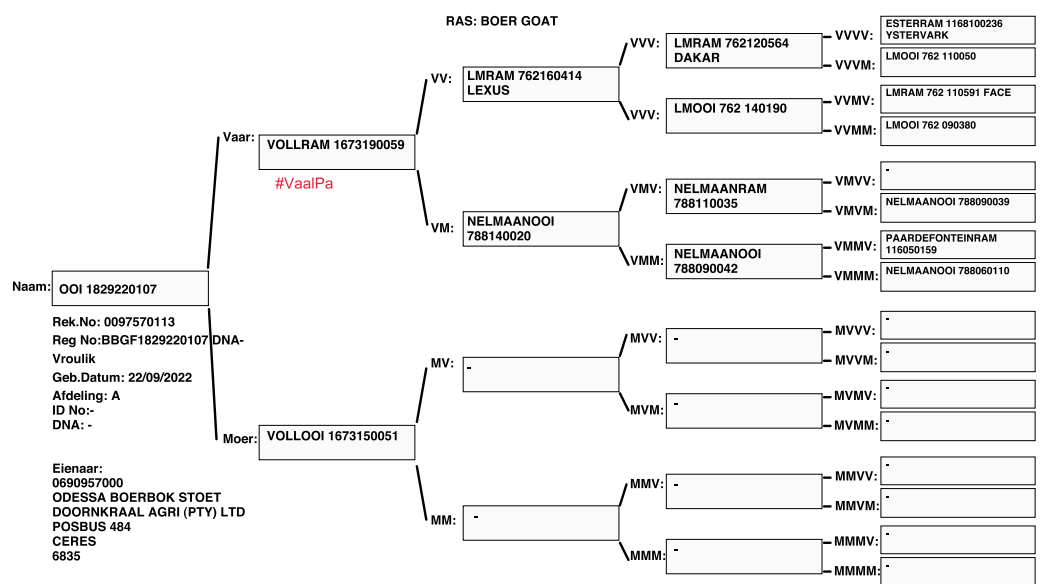 RAS: BOER GOAT
Naam: OOI 1829220107
Rek.No: 0097570113
Reg No:BBGF1829220107 DNA-
Vroulik
Geb.Datum: 22/09/2022
Afdeling: A
ID No:-
DNA: -
Eienaar:
0690957000
ODESSA BOERBOK STOET
DOORNKRAAL AGRI (PTY) LTD
POSBUS 484
CERES
6835
Vaar: VOLLRAM 1673190059
#VaalPa
Moer: VOLLOOI 1673150051
VV: LMRAM 762160414
LEXUS
VM: NELMAANOOI
788140020
MV: -
MM: -
VVV: LMRAM 762120564
DAKAR
VVV: LMOOI 762 140190
VMV: NELMAANRAM
788110035
VMM: NELMAANOOI
788090042
MVV: -
MVM: -
MMV: -
MMM: -
VVVV: ESTERRAM 1168100236
YSTERVARK
VVVM: LMOOI 762 110050
VVMV: LMRAM 762 110591 FACE
VVMM: LMOOI 762 090380
VMVV: -
VMVM: NELMAANOOI 788090039
VMMV: PAARDEFONTEINRAM
116050159
VMMM: NELMAANOOI 788060110
MVVV: -
MVVM: -
MVMV: -
MVMM: -
MMVV: -
MMVM: -
MMMV: -
MMMM: -